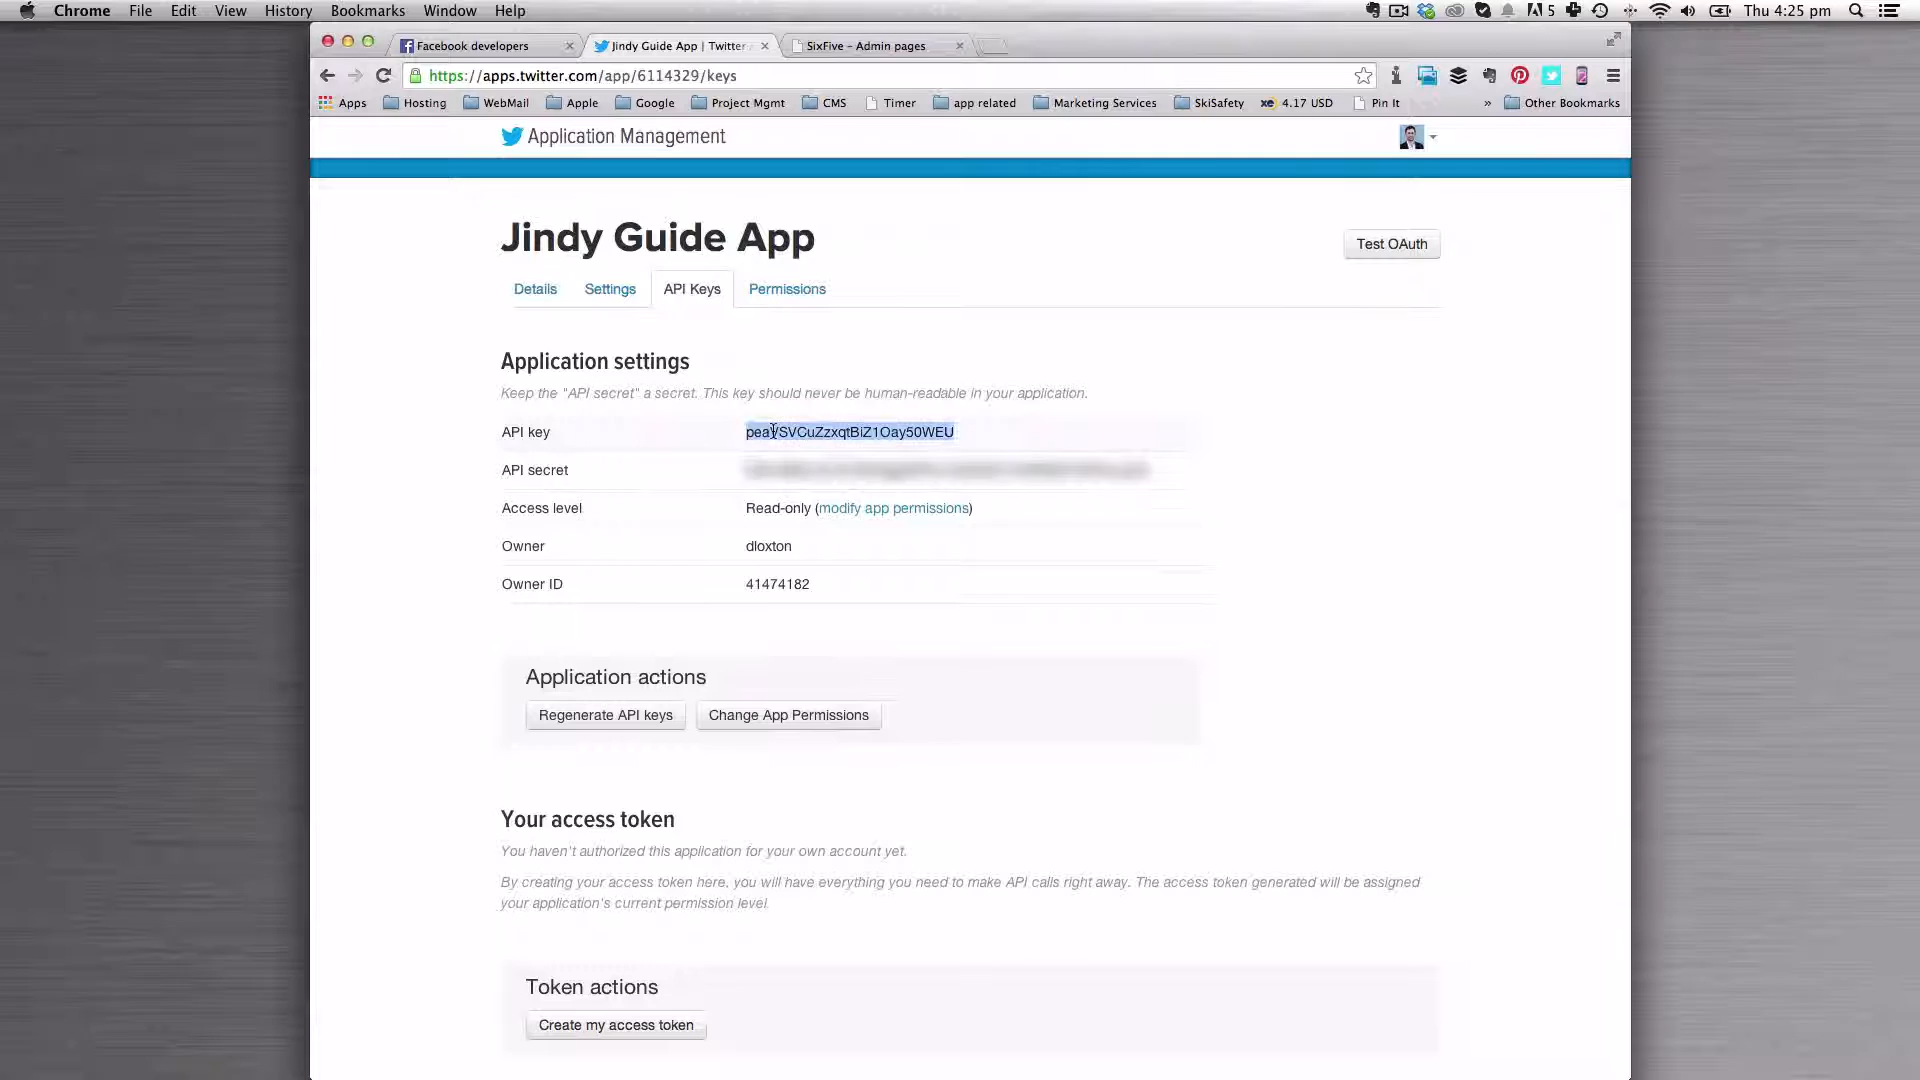 Chrome File Edit View History Bookmarks Window Help 5 Thu 4:25 pm
Facebook developers Jindy Guide App | Twitter SixFive – Admin pages
https://apps.twitter.com/app/6114329/keys
Apps Hosting WebMail Apple Google Project Mgmt CMS Timer app related Marketing Services SkiSafety xe 4.17 USD Pin It » Other Bookmarks
Application Management
Jindy Guide App
Test OAuth
Details Settings API Keys Permissions
Application settings
Keep the "API secret" a secret. This key should never be human-readable in your application.
API key
API secret
Access level Read-only (modify app permissions)
Owner dloxton
Owner ID 41474182
Application actions
Regenerate API keys Change App Permissions
Your access token
You haven't authorized this application for your own account yet.
By creating your access token here, you will have everything you need to make API calls right away. The access token generated will be assigned
your application's current permission level.
Token actions
Create my access token